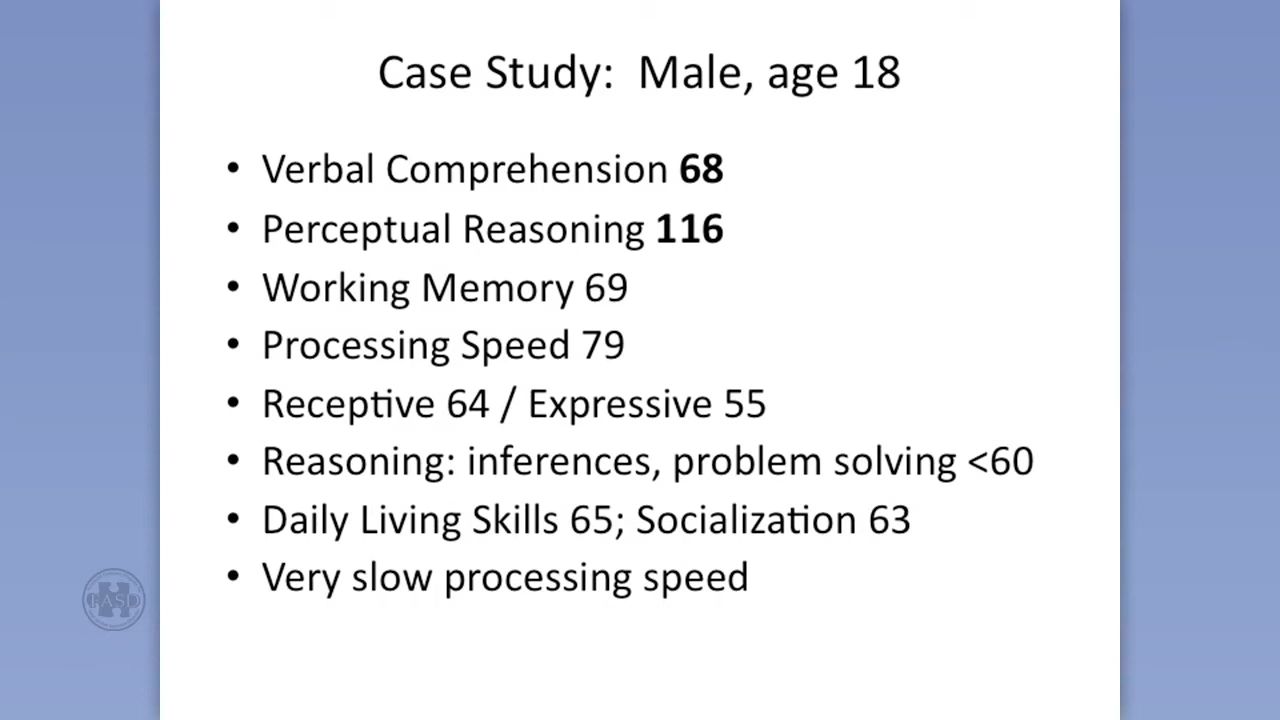 Case Study: Male, age 18
• Verbal Comprehension 68
• Perceptual Reasoning 116
• Working Memory 69
• Processing Speed 79
• Receptive 64 / Expressive 55
• Reasoning: inferences, problem solving <60
• Daily Living Skills 65; Socialization 63
• Very slow processing speed
FASD